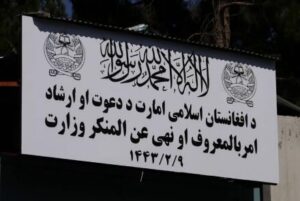 لا اله الا الله محمد رسول الله
د افغانستان اسلامی امارت د دعوت او ارشاد
امربالمعروف او نهی عن المنکر وزارت
۱۴۴۳/۲/۹